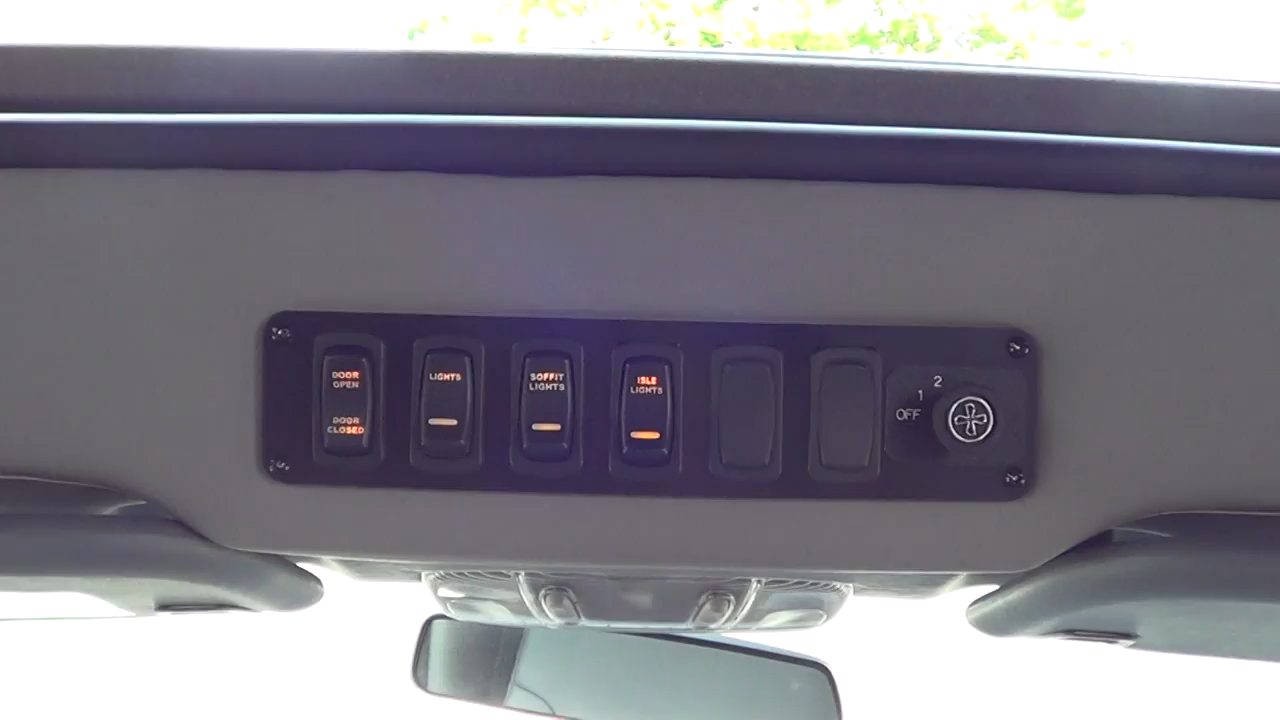 DOOR
OPEN
DOOR
CLOSED
LIGHTS
SOFFIT
LIGHTS
ISLE
LIGHTS
OFF
1
2